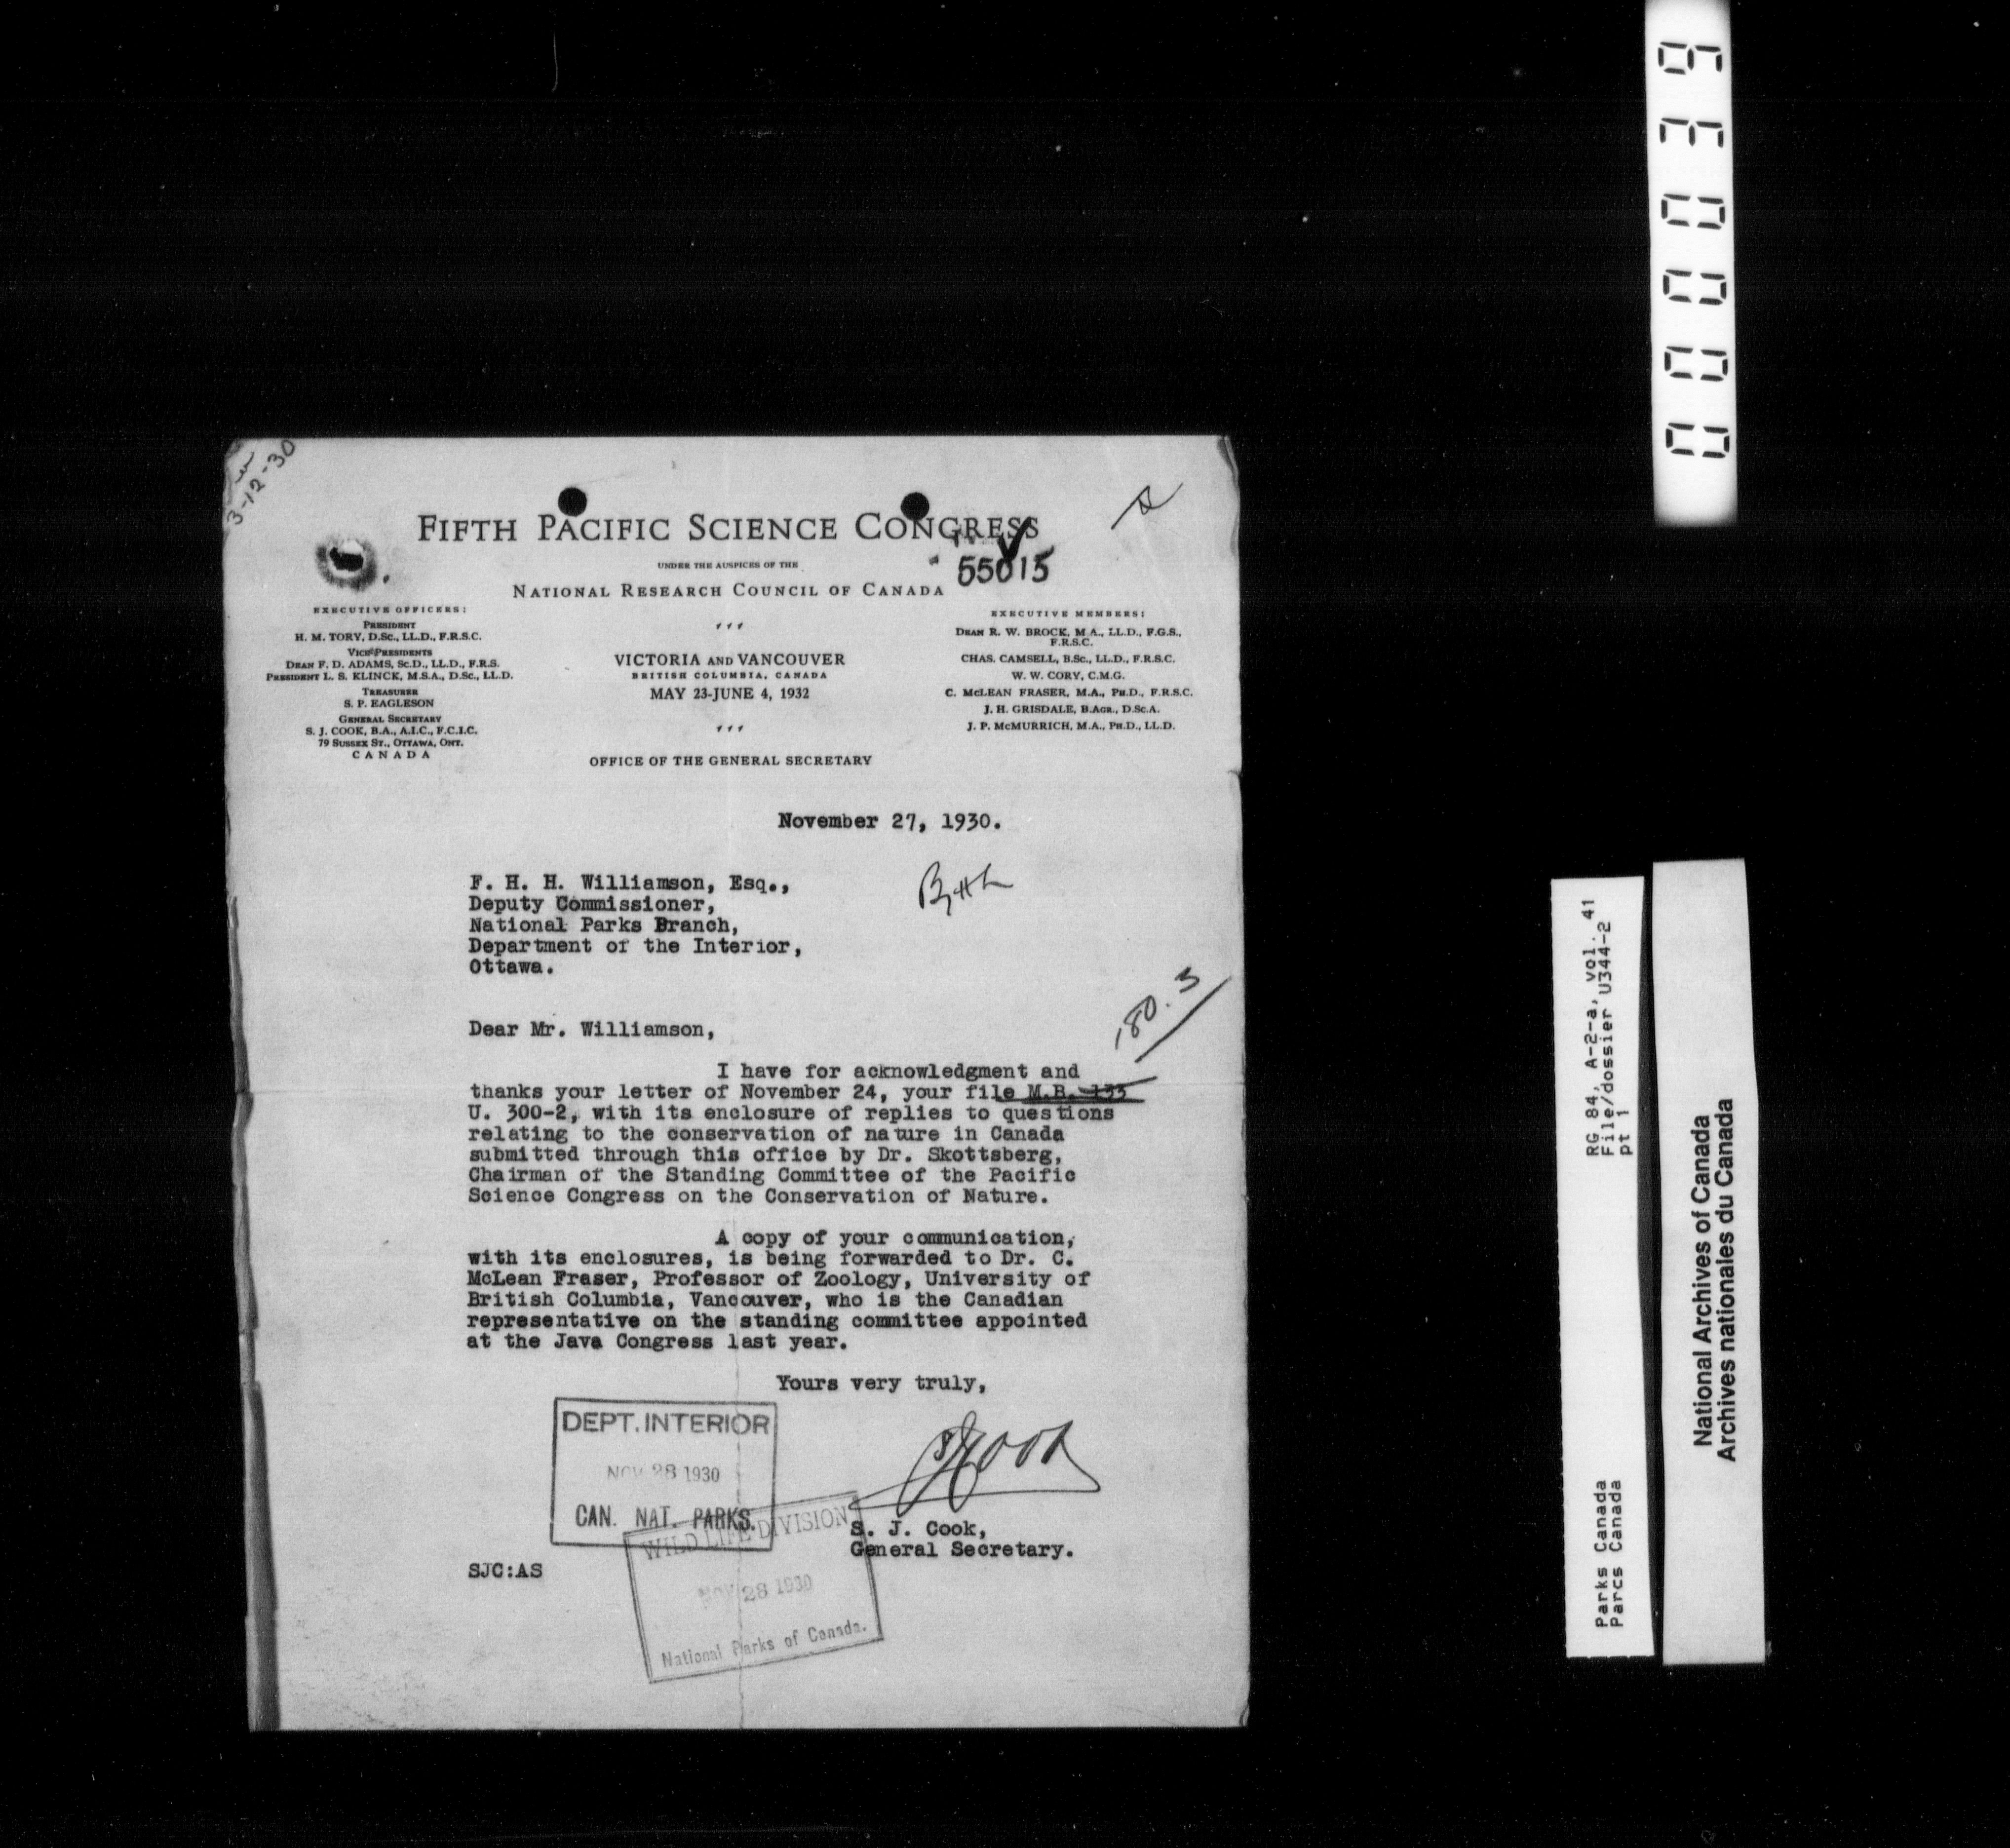 3-12-30
FIFTH PACIFIC SCIENCE CONGRESS
55015
UNDER THE AUSPICES OF THE
NATIONAL RESEARCH COUNCIL OF CANADA
EXECUTIVE OFFICERS:
PRESIDENT
H. M. TORY, D.Sc., LL.D., F.R.S.C.
VICE-PRESIDENTS
DEAN F. D. ADAMS, Sc.D., LL.D., F.R.S.
PRESIDENT L. S. KLINCK, M.S.A., D.Sc., LL.D.
TREASURER
S. P. EAGLESON
GENERAL SECRETARY
S. J. COOK, B.A., A.I.C., F.C.I.C.
79 SUSSEX ST., OTTAWA, ONT.
CANADA
VICTORIA AND VANCOUVER
BRITISH COLUMBIA, CANADA
MAY 23-JUNE 4, 1932
OFFICE OF THE GENERAL SECRETARY
EXECUTIVE MEMBERS:
DEAN R. W. BROCK, M.A., LL.D., F.G.S.,
F.R.S.C.
CHAS. CAMSELL, B.Sc., LL.D., F.R.S.C.
W. W. CORY, C.M.G.
C. McLEAN FRASER, M.A., PH.D., F.R.S.C.
J. H. GRISDALE, B.AGR., D.Sc.A.
J. P. McMURRICH, M.A., PH.D., LL.D.
November 27, 1930.
F. H. H. Williamson, Esq.,
Deputy Commissioner,
National Parks Branch,
Department of the Interior,
Ottawa.
Dear Mr. Williamson,
180.3
I have for acknowledgment and
thanks your letter of November 24, your file M.B. 133
U. 300-2, with its enclosure of replies to questions
relating to the conservation of nature in Canada
submitted through this office by Dr. Skottsberg,
Chairman of the Standing Committee of the Pacific
Science Congress on the Conservation of Nature.
A copy of your communication,
with its enclosures, is being forwarded to Dr. C.
McLean Fraser, Professor of Zoology, University of
British Columbia, Vancouver, who is the Canadian
representative on the standing committee appointed
at the Java Congress last year.
Yours very truly,
SJCook
S. J. Cook,
General Secretary.
DEPT. INTERIOR
NOV 28 1930
CAN. NAT. PARKS.
WILD LIFE DIVISION
NOV 28 1930
National Parks of Canada.
SJC:AS
RG 84, A-2-a, vol. 41
File/dossier U344-2
pt 1
Parks Canada
Parcs Canada
National Archives of Canada
Archives nationales du Canada